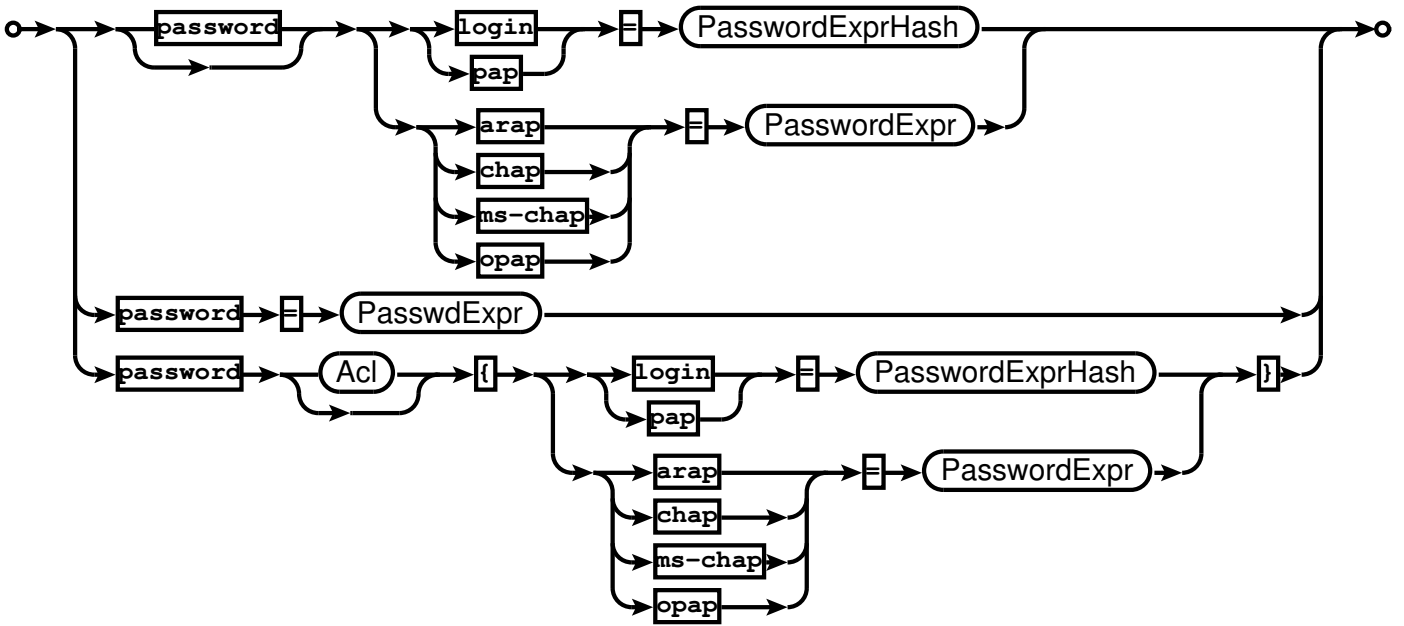 password login = PasswordExprHash
pap
arap = PasswordExpr
chap
ms-chap
opap
password = PasswdExpr
password Acl { login = PasswordExprHash }
pap
arap = PasswordExpr
chap
ms-chap
opap